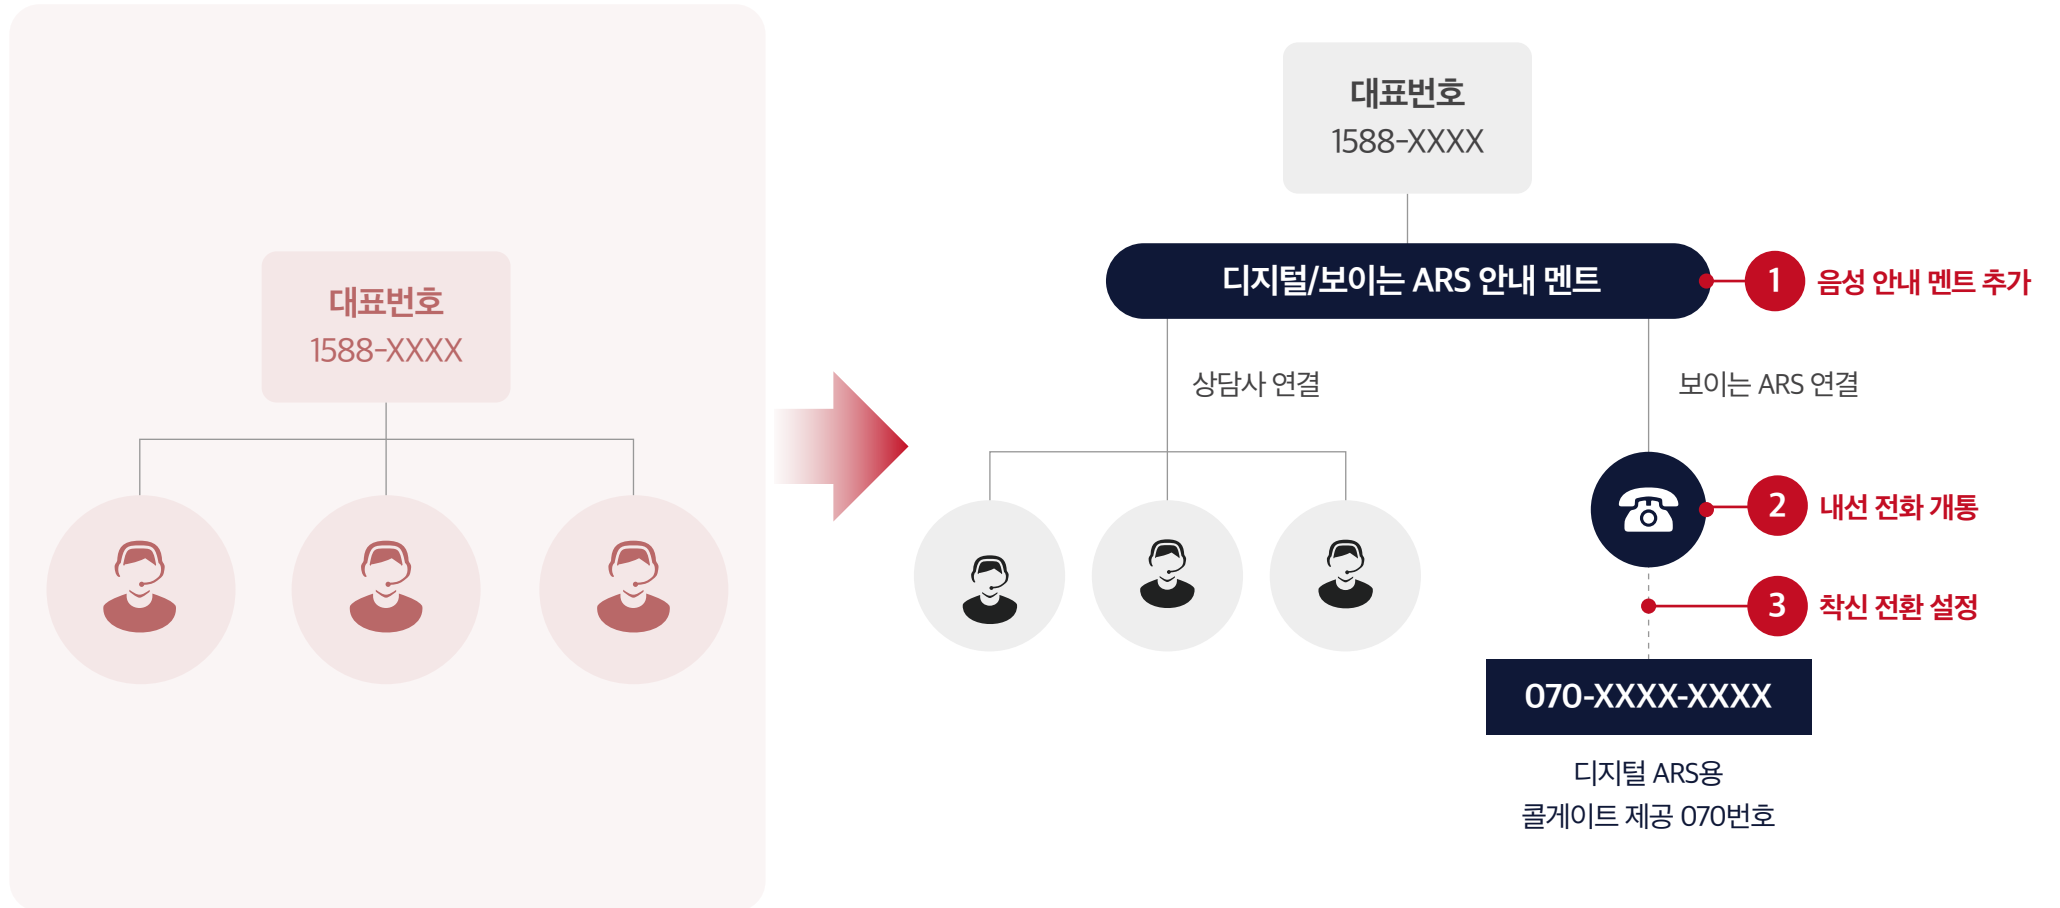 대표번호
1588-XXXX
대표번호
1588-XXXX
디지털/보이는 ARS 안내 멘트
1 음성 안내 멘트 추가
상담사 연결
보이는 ARS 연결
2 내선 전화 개통
3 착신 전환 설정
070-XXXX-XXXX
디지털 ARS용
콜게이트 제공 070번호